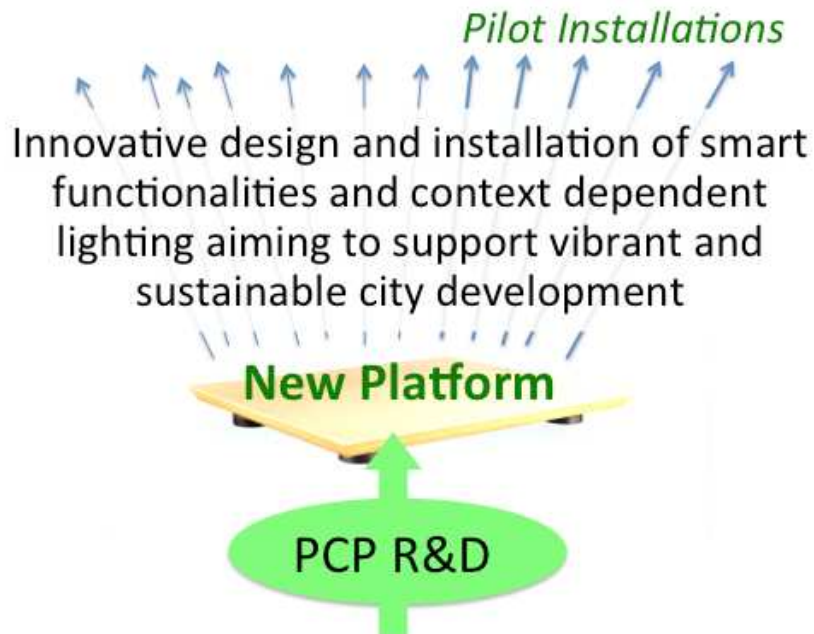 Pilot Installations
Innovative design and installation of smart
functionalities and context dependent
lighting aiming to support vibrant and
sustainable city development
New Platform
PCP R&D